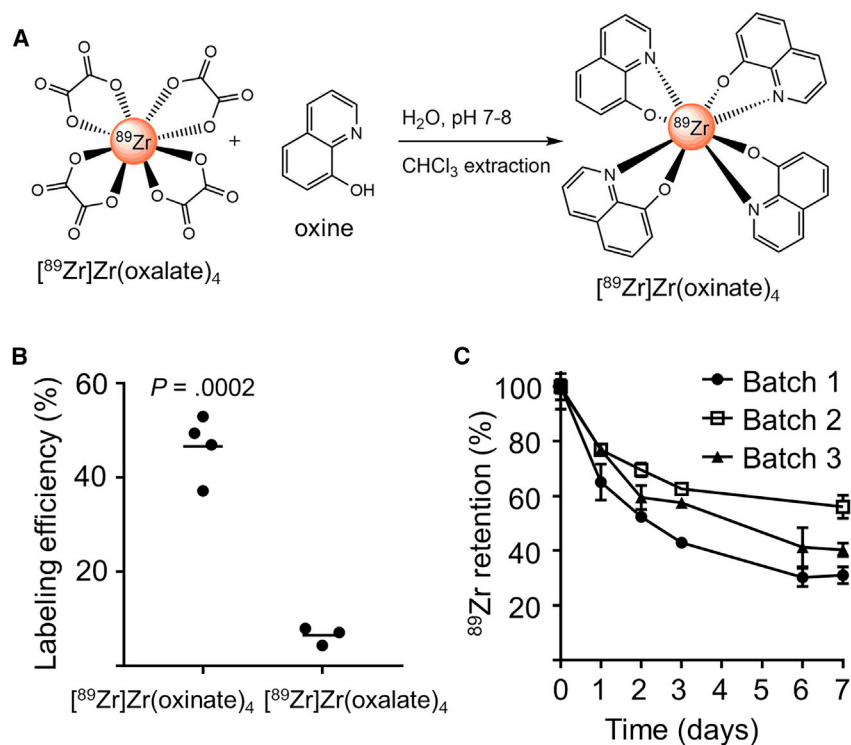 A
O O O O O O O O
O O O O O O O O
⁸⁹Zr
+
N
OH
oxine
H₂O, pH 7-8
CHCl₃ extraction
N O O N
⁸⁹Zr
N O O N
[⁸⁹Zr]Zr(oxalate)₄
[⁸⁹Zr]Zr(oxinate)₄
B
Labeling efficiency (%)
60
40
20
P = .0002
[⁸⁹Zr]Zr(oxinate)₄ [⁸⁹Zr]Zr(oxalate)₄
C
⁸⁹Zr retention (%)
100
80
60
40
20
Batch 1
Batch 2
Batch 3
0 1 2 3 4 5 6 7
Time (days)